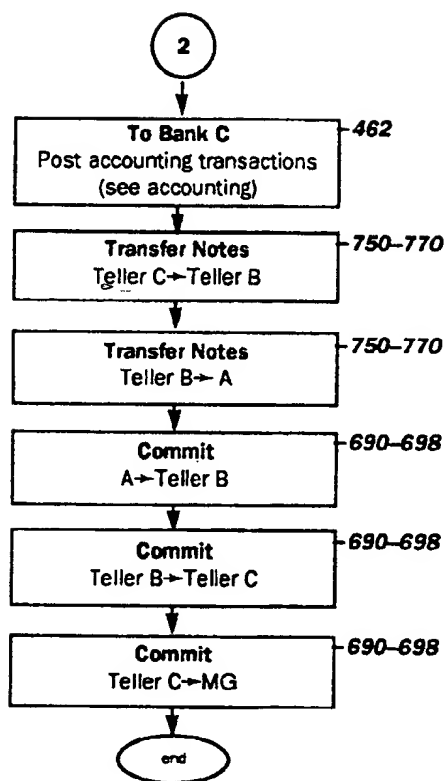 2
To Bank C
462
Post accounting transactions
(see accounting)
Transfer Notes
750–770
Teller C→Teller B
Transfer Notes
750–770
Teller B→A
Commit
690–698
A→Teller B
Commit
690–698
Teller B→Teller C
Commit
690–698
Teller C→MG
end